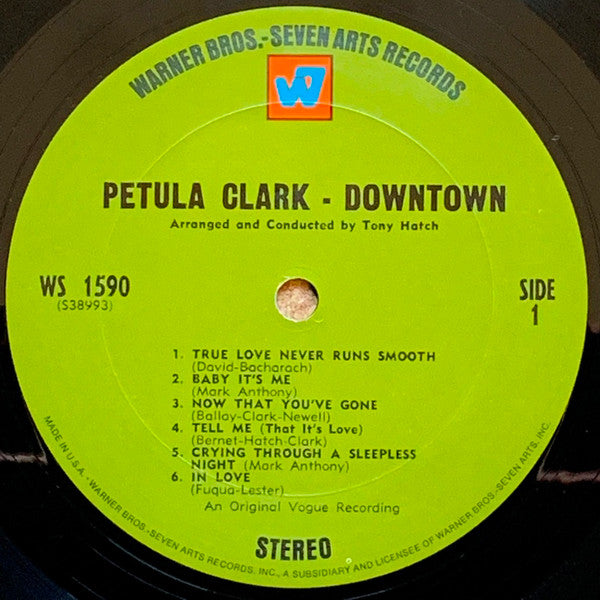 WARNER BROS.-SEVEN ARTS RECORDS
W7
PETULA CLARK - DOWNTOWN
Arranged and Conducted by Tony Hatch
WS 1590
(S38993)
SIDE
1
1. TRUE LOVE NEVER RUNS SMOOTH
(David-Bacharach)
2. BABY IT'S ME
(Mark Anthony)
3. NOW THAT YOU'VE GONE
(Ballay-Clark-Newell)
4. TELL ME (That It's Love)
(Bernet-Hatch-Clark)
5. CRYING THROUGH A SLEEPLESS
NIGHT (Mark Anthony)
6. IN LOVE
(Fuqua-Lester)
An Original Vogue Recording
STEREO
MADE IN U.S.A. - WARNER BROS.-SEVEN ARTS RECORDS, INC., A SUBSIDIARY AND LICENSEE OF WARNER BROS.-SEVEN ARTS, INC.